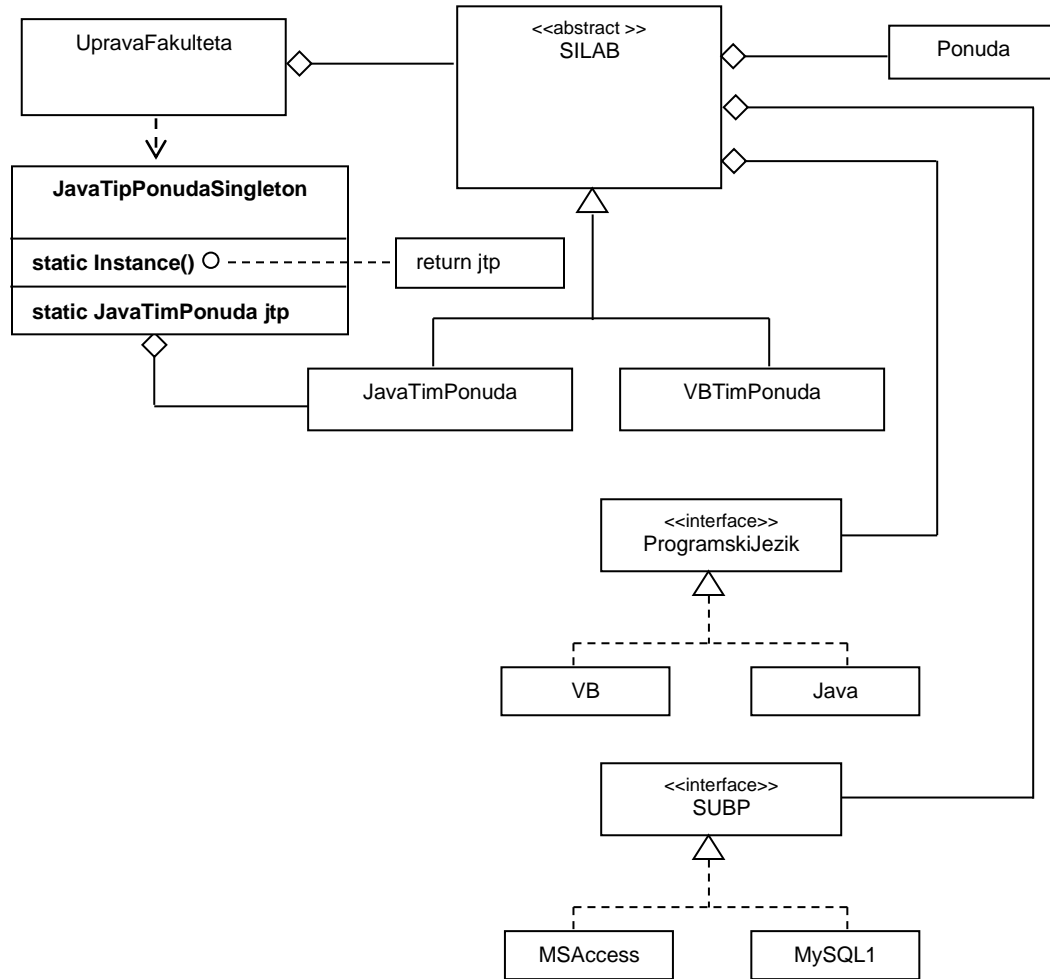 UpravaFakulteta
<<abstract >>
SILAB
Ponuda
JavaTipPonudaSingleton
static Instance()
return jtp
static JavaTimPonuda jtp
JavaTimPonuda
VBTimPonuda
<<interface>>
ProgramskiJezik
VB
Java
<<interface>>
SUBP
MSAccess
MySQL1